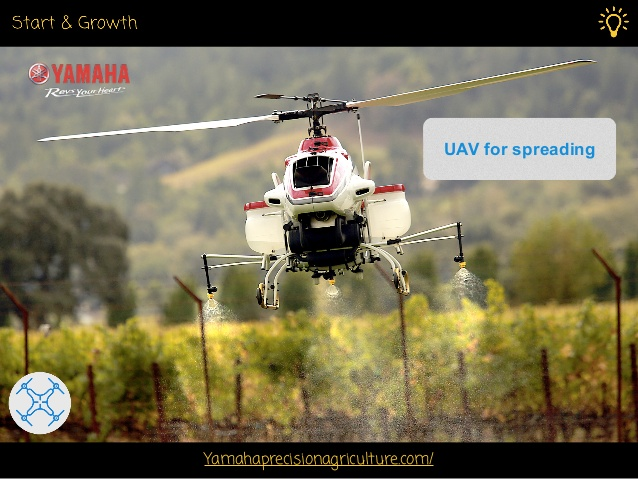 Start & Growth
YAMAHA
Revs Your Heart
UAV for spreading
Yamahaprecisionagriculture.com/